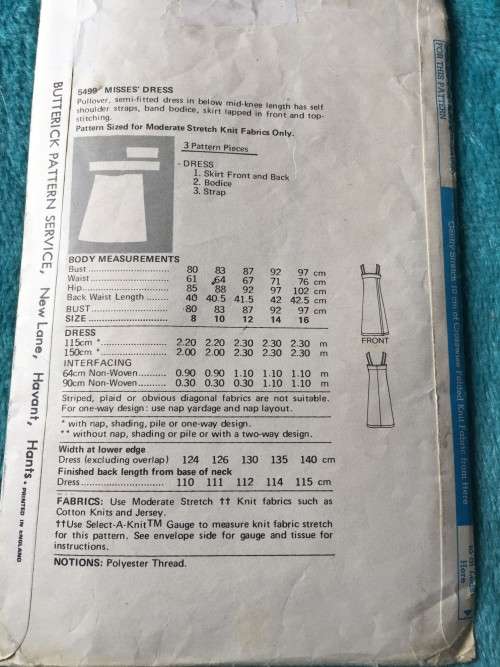 5499 MISSES' DRESS
Pullover, semi-fitted dress in below mid-knee length has self
shoulder straps, band bodice, skirt lapped in front and top-
stitching.
Pattern Sized for Moderate Stretch Knit Fabrics Only.
3 Pattern Pieces
DRESS
1. Skirt Front and Back
2. Bodice
3. Strap
BODY MEASUREMENTS
Bust ........................ 80 83 87 92 97 cm
Waist ....................... 61 64 67 71 76 cm
Hip .......................... 85 88 92 97 102 cm
Back Waist Length ....... 40 40.5 41.5 42 42.5 cm
BUST ....................... 80 83 87 92 97 cm
SIZE ........................ 8 10 12 14 16
DRESS
115cm * .................... 2.20 2.20 2.30 2.30 2.30 m
150cm * .................... 2.00 2.00 2.30 2.30 2.30 m
INTERFACING
64cm Non-Woven.......... 0.90 0.90 1.10 1.10 1.10 m
90cm Non-Woven.......... 0.30 0.30 0.30 1.10 1.10 m
Striped, plaid or obvious diagonal fabrics are not suitable.
For one-way design : use nap yardage and nap layout.
* with nap, shading, pile or one-way design.
** without nap, shading or pile or with a two-way design.
Width at lower edge
Dress (excluding overlap) 124 126 130 135 140 cm
Finished back length from base of neck
Dress........................ 110 111 112 114 115 cm
FABRICS: Use Moderate Stretch †† Knit fabrics such as
Cotton Knits and Jersey.
††Use Select-A-Knit™ Gauge to measure knit fabric stretch
for this pattern. See envelope side for gauge and tissue for
instructions.
NOTIONS: Polyester Thread.
FRONT
BUTTERICK PATTERN SERVICE, New Lane, Havant, Hants. PRINTED IN ENGLAND
FOR THIS PATTERN
Gently Stretch 10 cm of Crosswise Folded Knit Fabric from Here
Here